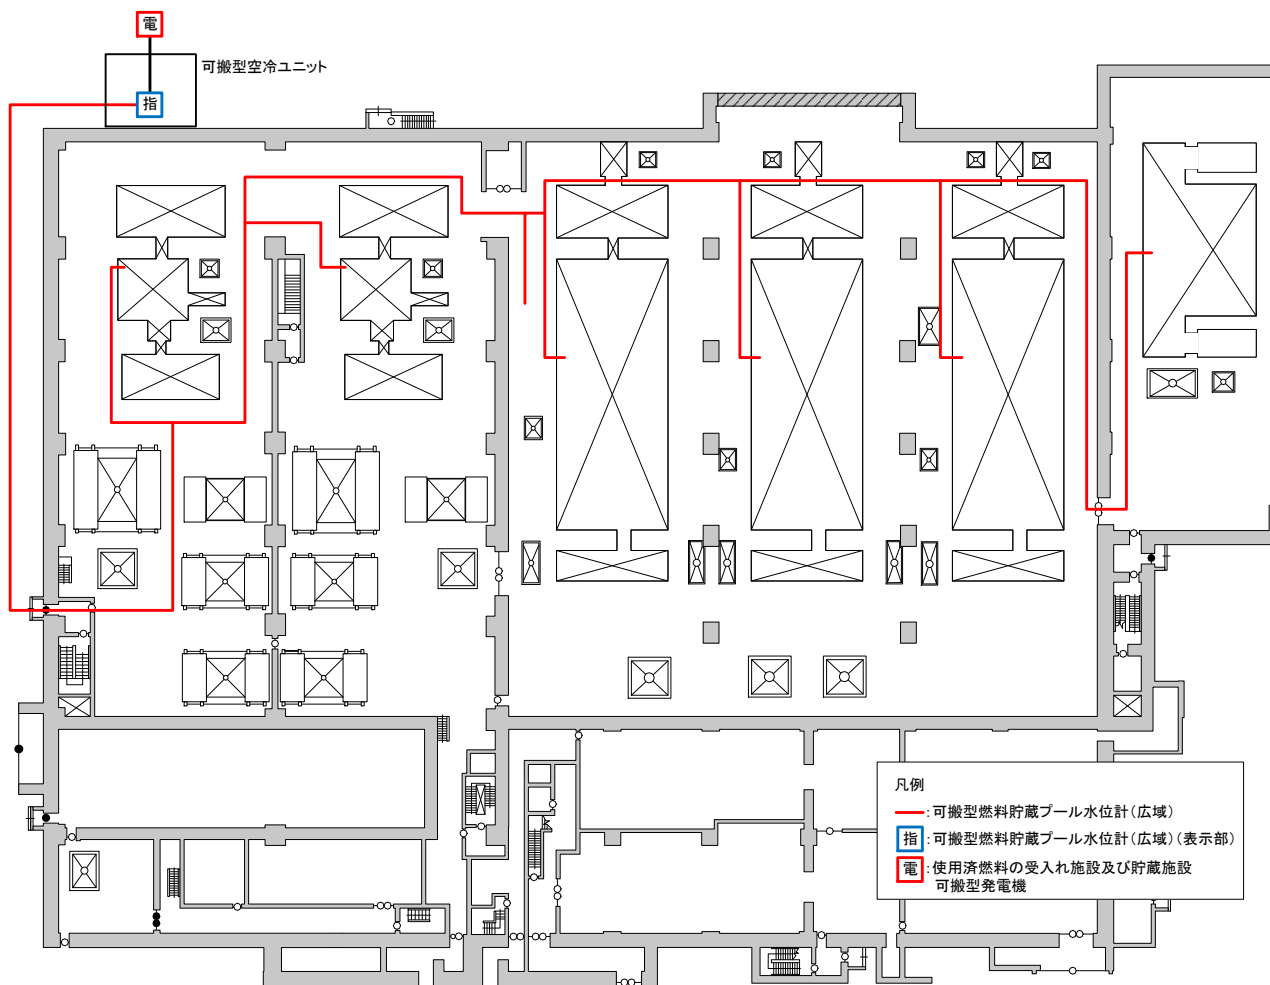 電
可搬型空冷ユニット
指
凡例
:可搬型燃料貯蔵プール水位計(広域)
指:可搬型燃料貯蔵プール水位計(広域)(表示部)
電:使用済燃料の受入れ施設及び貯蔵施設
可搬型発電機